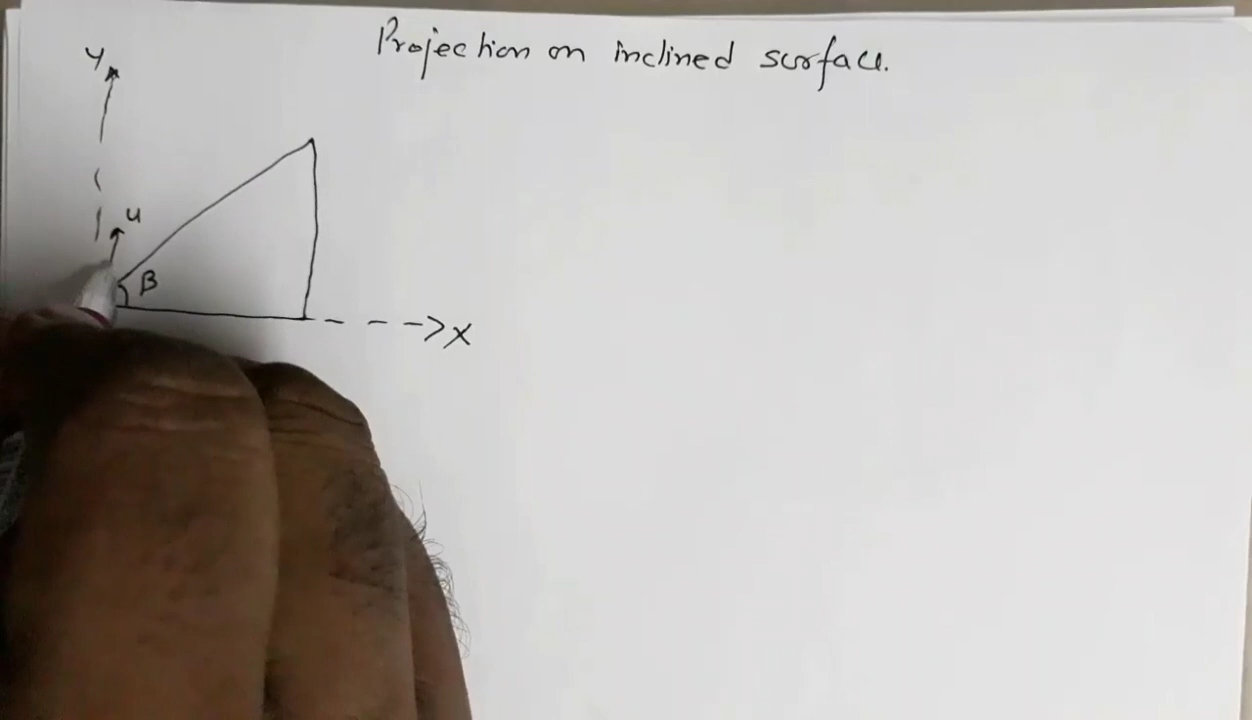 Projection on inclined surface.
y
u
β
x